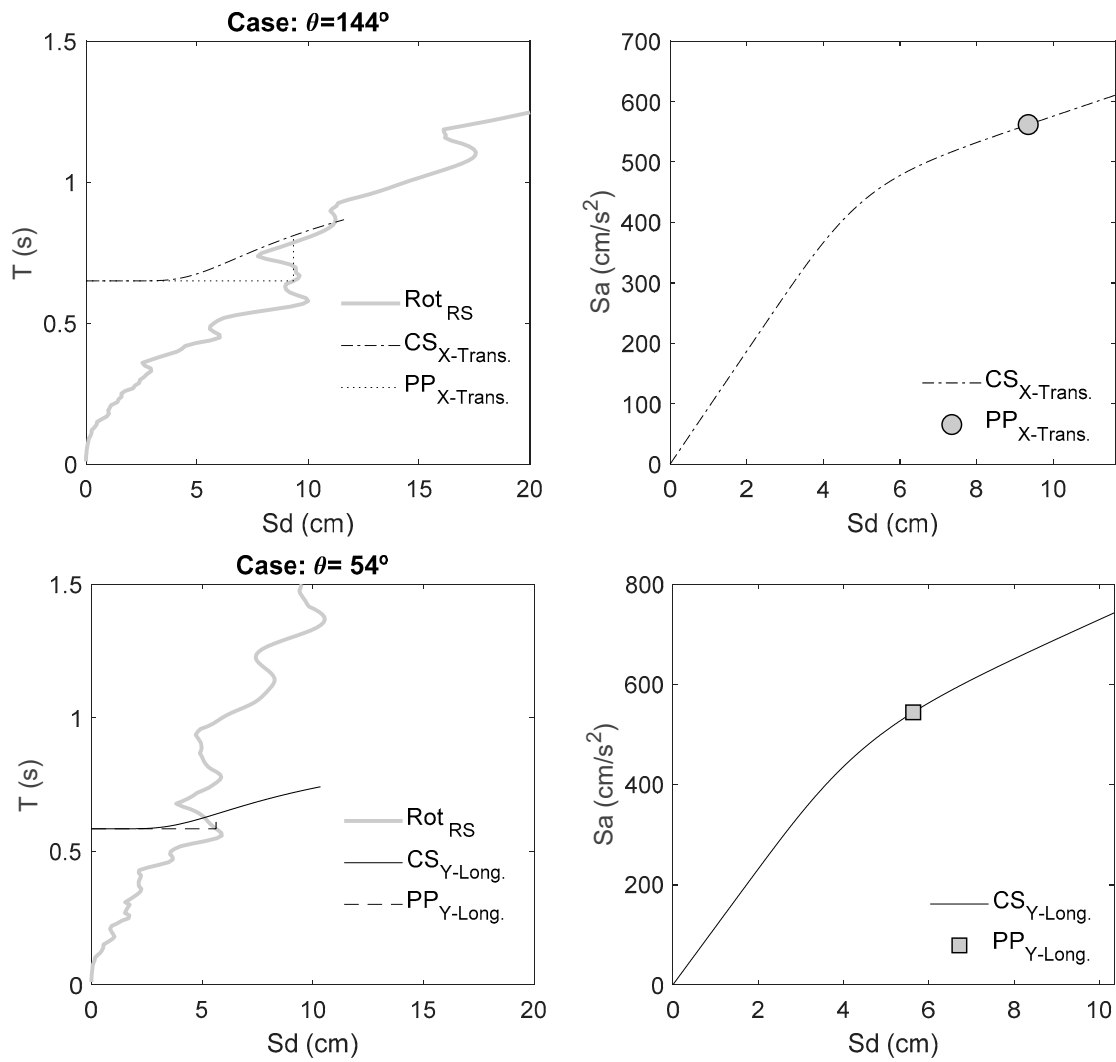 Case: θ=144º
1.5
1
0.5
0
T (s)
0 5 10 15 20
Sd (cm)
Rot RS
CS X-Trans.
PP X-Trans.
700
600
500
400
300
200
100
0
Sa (cm/s²)
0 2 4 6 8 10
Sd (cm)
CS X-Trans.
PP X-Trans.
Case: θ= 54º
1.5
1
0.5
0
T (s)
0 5 10 15 20
Sd (cm)
Rot RS
CS Y-Long.
PP Y-Long.
800
600
400
200
0
Sa (cm/s²)
0 2 4 6 8 10
Sd (cm)
CS Y-Long.
PP Y-Long.